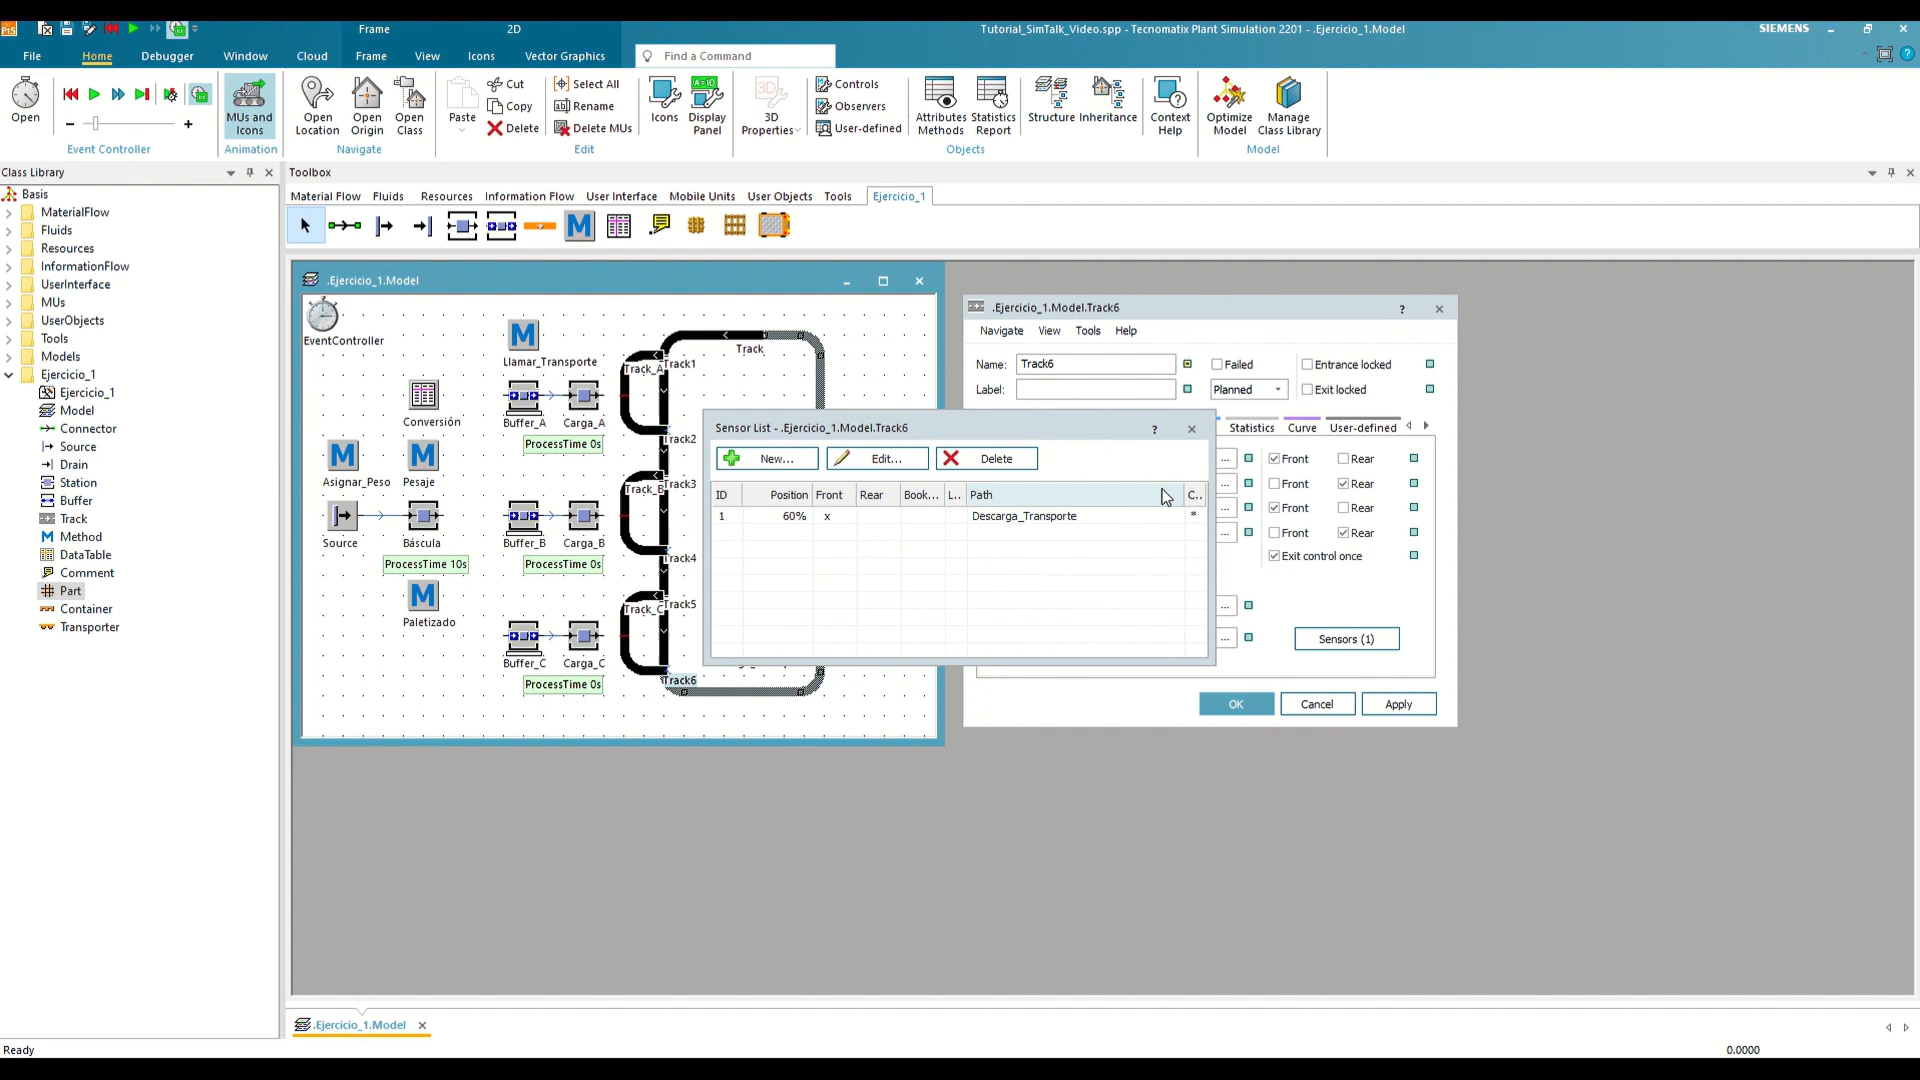 Frame
2D
Tutorial_SimTalk_Video.spp - Tecnomatix Plant Simulation 2201 - .Ejercicio_1.Model
SIEMENS
File
Home
Debugger
Window
Cloud
Frame
View
Icons
Vector Graphics
Find a Command
Open
Event Controller
MUs and Icons
Animation
Open Location
Open Origin
Open Class
Navigate
Cut
Copy
Delete
Paste
Select All
Rename
Delete MUs
Edit
Icons
Display Panel
3D Properties
Controls
Observers
User-defined
Attributes Methods
Statistics Report
Structure
Inheritance
Objects
Context Help
Optimize Model
Manage Class Library
Model
Class Library
Toolbox
Basis
MaterialFlow
Fluids
Resources
InformationFlow
UserInterface
MUs
UserObjects
Tools
Models
Ejercicio_1
Ejercicio_1
Model
Connector
Source
Drain
Station
Buffer
Track
Method
DataTable
Comment
Part
Container
Transporter
Material Flow
Fluids
Resources
Information Flow
User Interface
Mobile Units
User Objects
Tools
Ejercicio_1
.Ejercicio_1.Model
EventController
Llamar_Transporte
Track
Track_A
Track1
Conversión
Buffer_A
Carga_A
ProcessTime 0s
Track2
Asignar_Peso
Pesaje
Track_B
Track3
Source
Báscula
Buffer_B
Carga_B
ProcessTime 10s
ProcessTime 0s
Track4
Paletizado
Track_C
Track5
Buffer_C
Carga_C
ProcessTime 0s
Track6
.Ejercicio_1.Model.Track6
Navigate
View
Tools
Help
Name:
Track6
Failed
Entrance locked
Label:
Planned
Exit locked
Statistics
Curve
User-defined
Front
Rear
Front
Rear
Front
Rear
Front
Rear
Exit control once
Sensors (1)
OK
Cancel
Apply
Sensor List - .Ejercicio_1.Model.Track6
New...
Edit...
Delete
ID
Position
Front
Rear
Book...
L...
Path
C..
1
60%
x
Descarga_Transporte
*
.Ejercicio_1.Model
Ready
0.0000